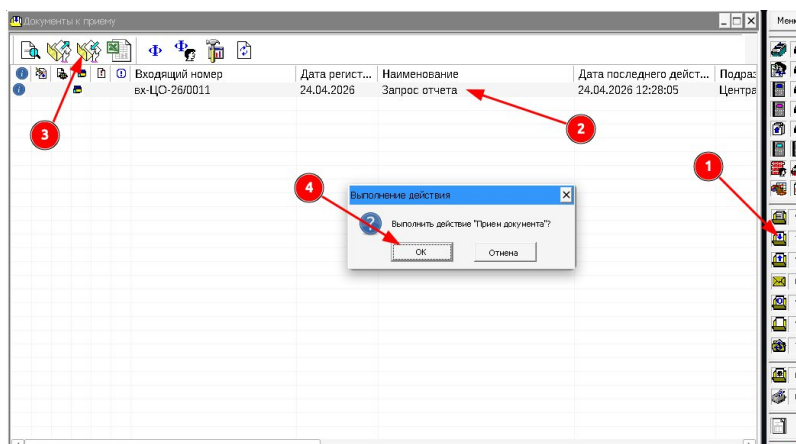 Документы к приему
Мен
Входящий номер Дата регист... Наименование Дата последнего дейст... Подраз
вх-ЦО-26/0011 24.04.2026 Запрос отчета 24.04.2026 12:28:05 Центра
3
2
1
4
Выполнение действия
Выполнить действие "Прием документа"?
ОК Отмена